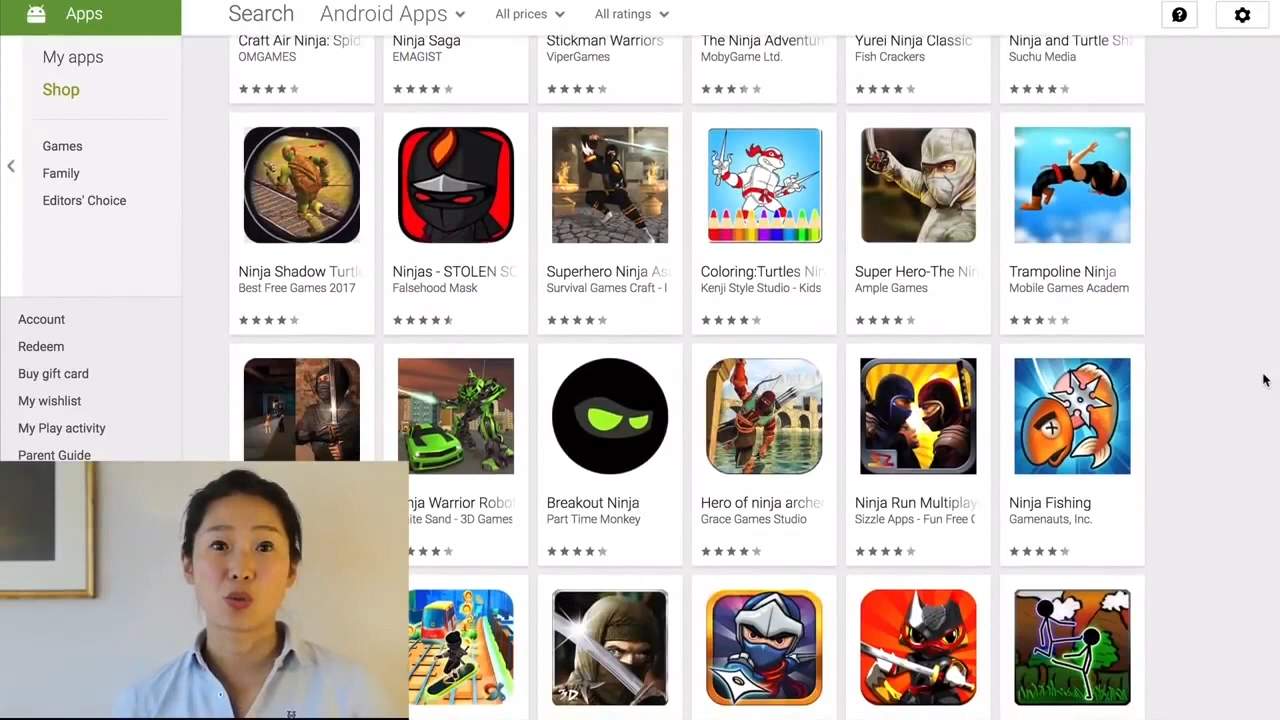 Apps
Search
Android Apps
All prices
All ratings
My apps
Shop
Games
Family
Editors' Choice
Account
Redeem
Buy gift card
My wishlist
My Play activity
Parent Guide
Craft Air Ninja: Spid
OMGAMES
Ninja Saga
EMAGIST
Stickman Warriors
ViperGames
The Ninja Adventur
MobyGame Ltd.
Yurei Ninja Classic
Fish Crackers
Ninja and Turtle Sh
Suchu Media
Ninja Shadow Turtl
Best Free Games 2017
Ninjas - STOLEN SC
Falsehood Mask
Superhero Ninja As
Survival Games Craft - I
Coloring:Turtles Nin
Kenji Style Studio - Kids
Super Hero-The Nin
Ample Games
Trampoline Ninja
Mobile Games Academ
nja Warrior Robo
ite Sand - 3D Games
Breakout Ninja
Part Time Monkey
Hero of ninja arche
Grace Games Studio
Ninja Run Multiplay
Sizzle Apps - Fun Free G
Ninja Fishing
Gamenauts, Inc.
3D